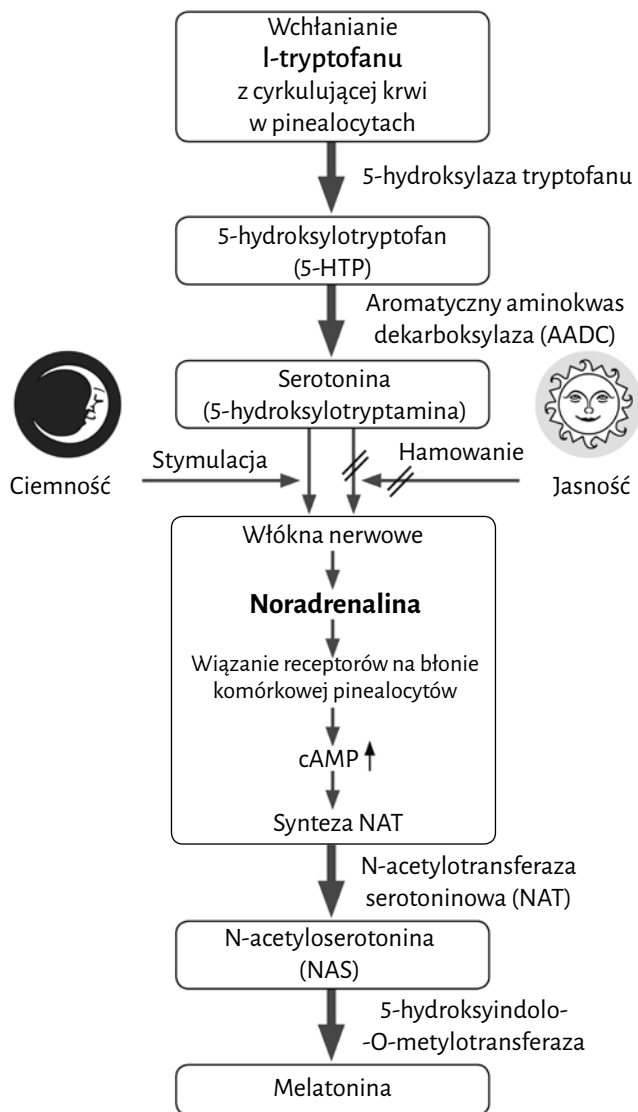 Wchłanianie
l-tryptofanu
z cyrkulującej krwi
w pinealocytach
5-hydroksylaza tryptofanu
5-hydroksylotryptofan
(5-HTP)
Aromatyczny aminokwas
dekarboksylaza (AADC)
Serotonina
(5-hydroksylotryptamina)
Stymulacja
Hamowanie
Ciemność
Jasność
Włókna nerwowe
Noradrenalina
Wiązanie receptorów na błonie
komórkowej pinealocytów
cAMP
Synteza NAT
N-acetylotransferaza
serotoninowa (NAT)
N-acetyloserotonina
(NAS)
5-hydroksyindolo-
-O-metylotransferaza
Melatonina